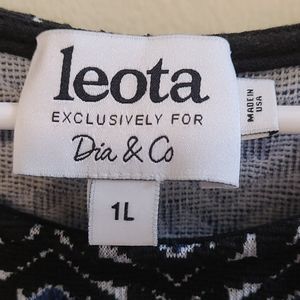 leota
EXCLUSIVELY FOR
Dia & Co
1L
MADE IN
USA